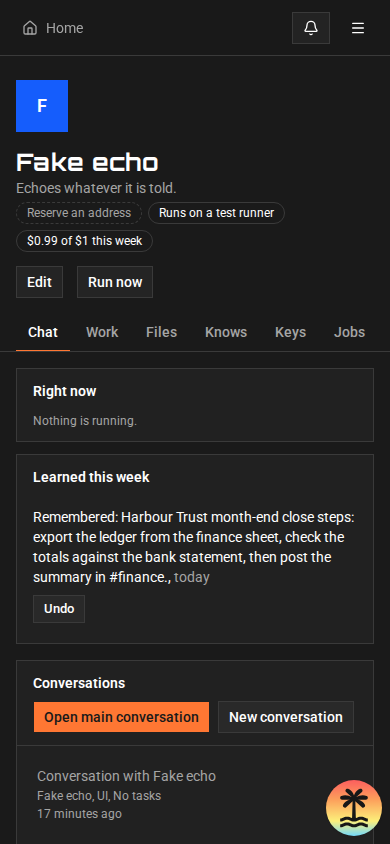 Home
F
Fake echo
Echoes whatever it is told.
Reserve an address
Runs on a test runner
$0.99 of $1 this week
Edit
Run now
Chat
Work
Files
Knows
Keys
Jobs
Right now
Nothing is running.
Learned this week
Remembered: Harbour Trust month-end close steps:
export the ledger from the finance sheet, check the
totals against the bank statement, then post the
summary in #finance., today
Undo
Conversations
Open main conversation
New conversation
Conversation with Fake echo
Fake echo, UI, No tasks
17 minutes ago